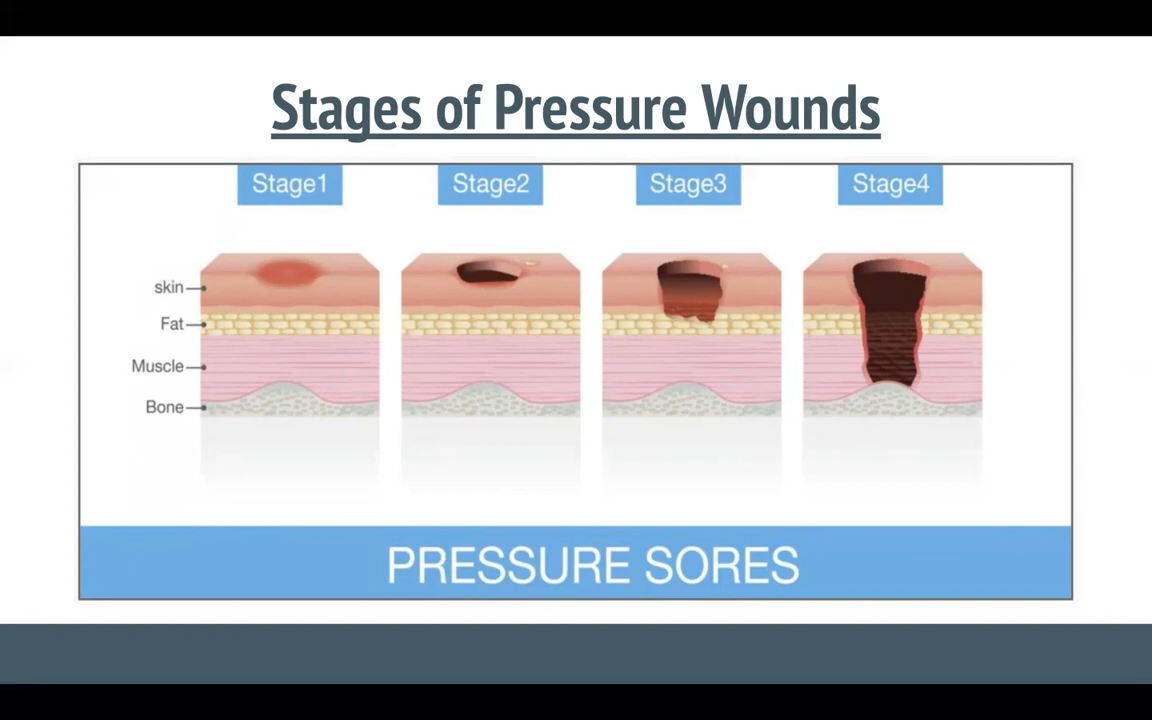 Stages of Pressure Wounds
Stage1 Stage2 Stage3 Stage4
skin
Fat
Muscle
Bone
PRESSURE SORES